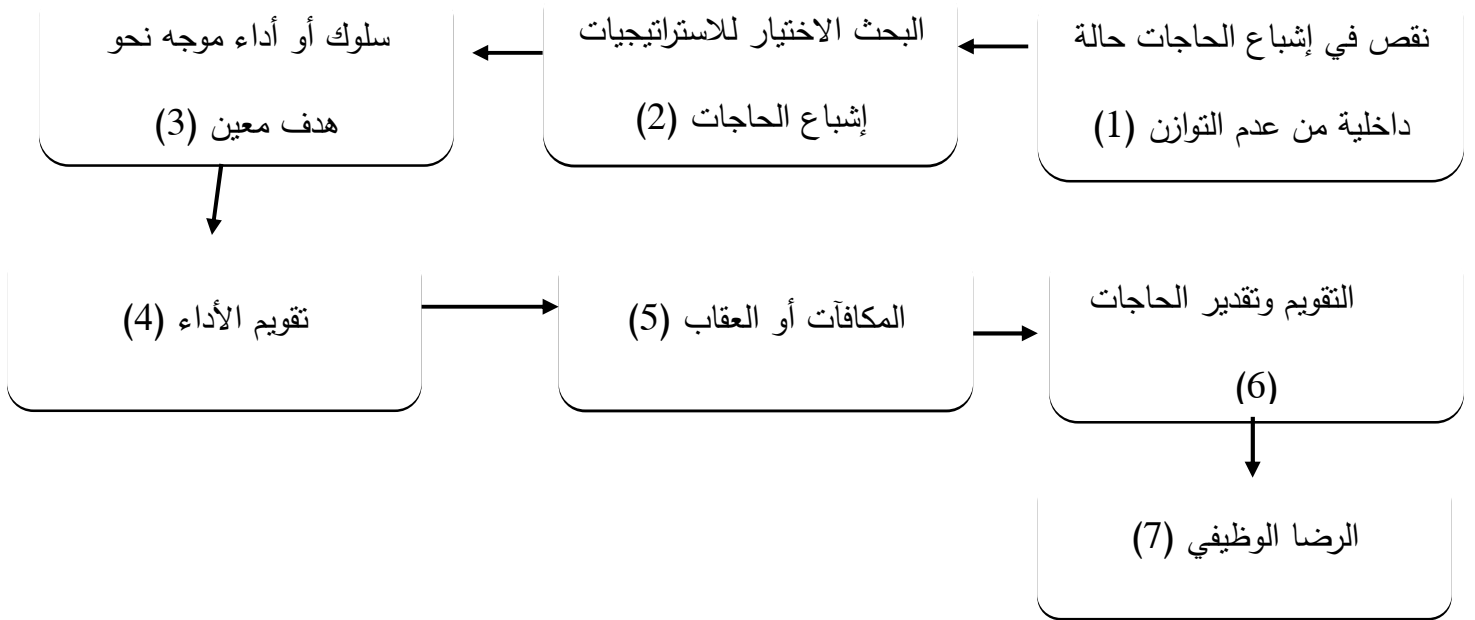 نقص في إشباع الحاجات حالة
داخلية من عدم التوازن (1)
البحث الاختيار للاستراتيجيات
إشباع الحاجات (2)
سلوك أو أداء موجه نحو
هدف معين (3)
تقويم الأداء (4)
المكافآت أو العقاب (5)
التقويم وتقدير الحاجات
(6)
الرضا الوظيفي (7)